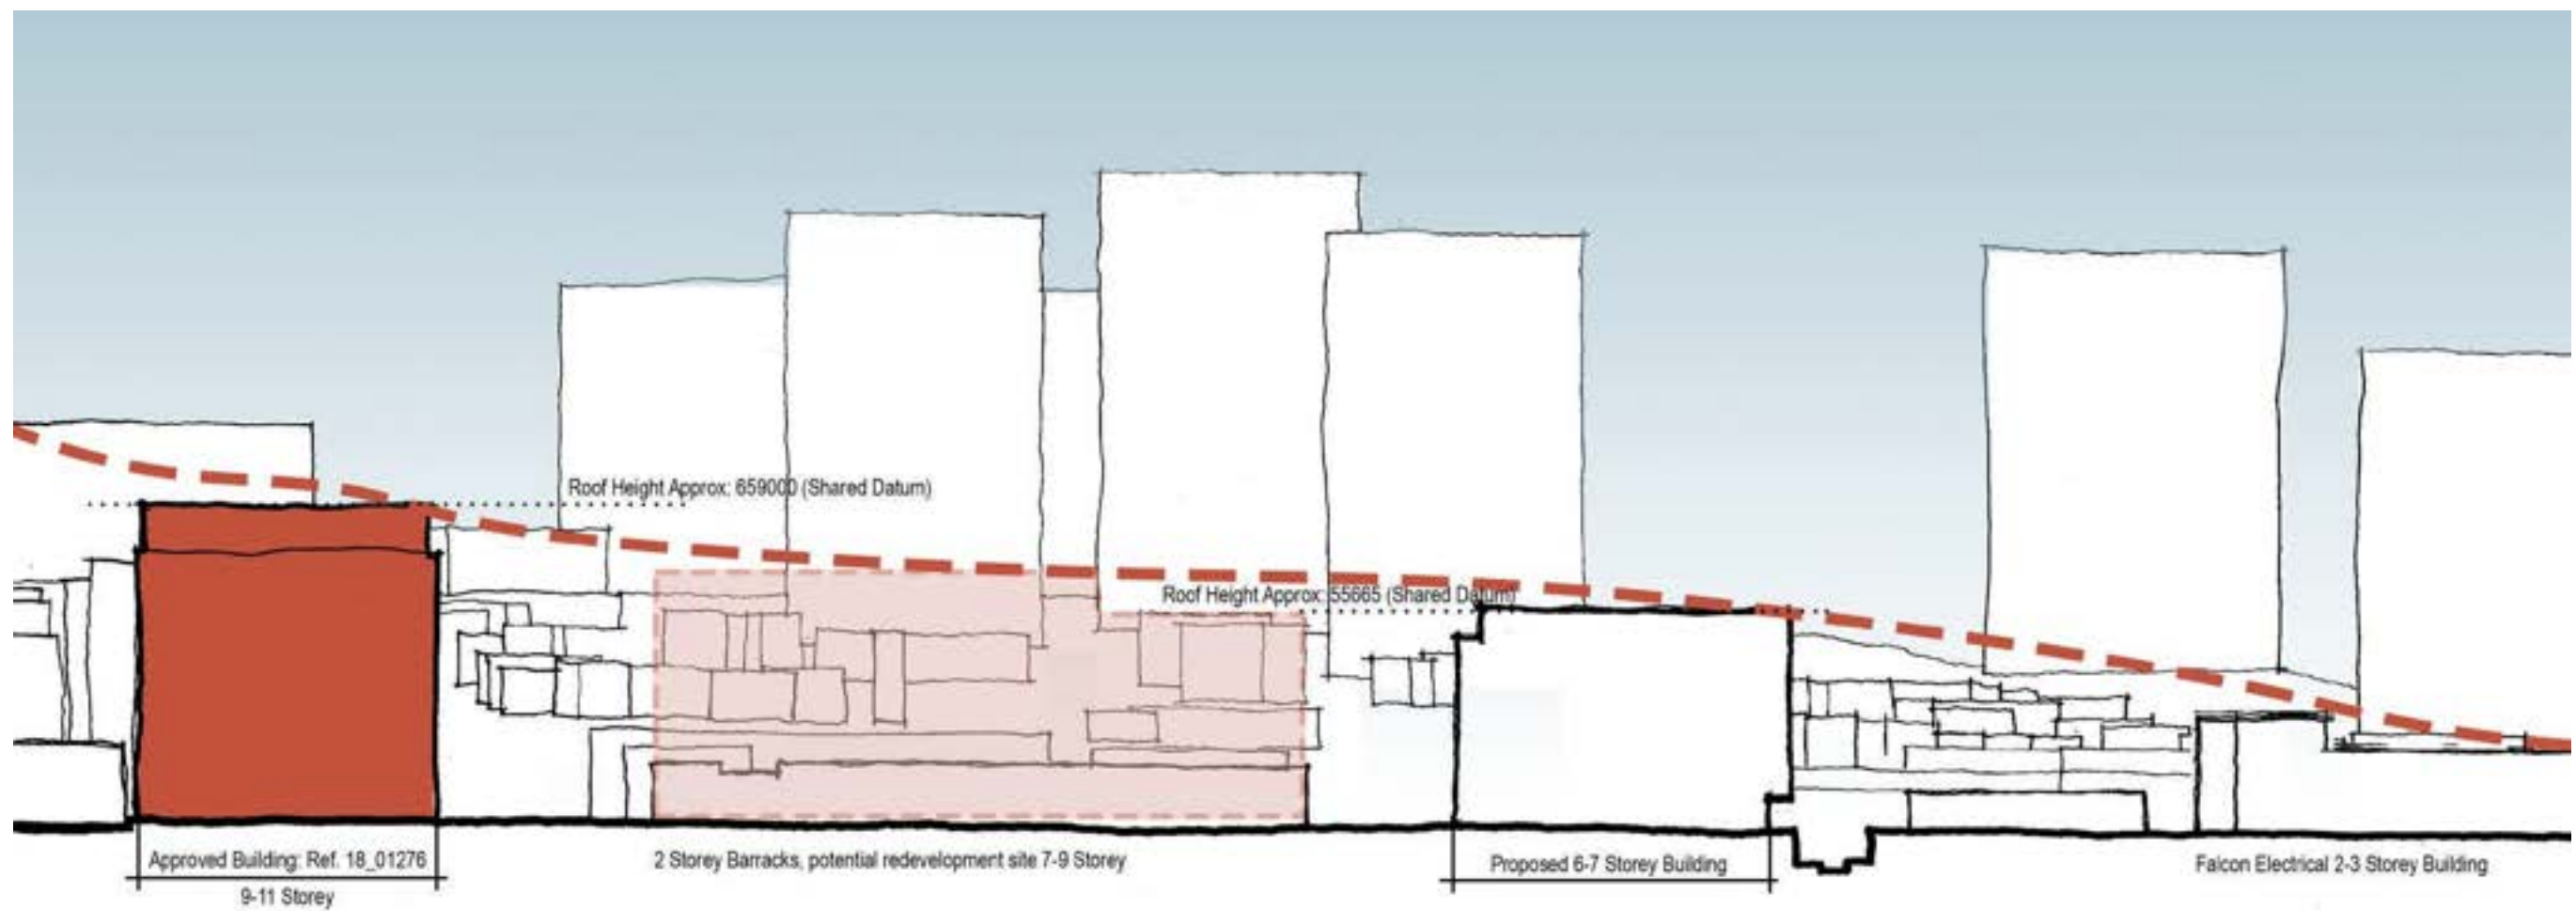 Roof Height Approx: 659000 (Shared Datum)
Roof Height Approx: 55665 (Shared Datum)
Approved Building: Ref. 18_01276
9-11 Storey
2 Storey Barracks, potential redevelopment site 7-9 Storey
Proposed 6-7 Storey Building
Falcon Electrical 2-3 Storey Building